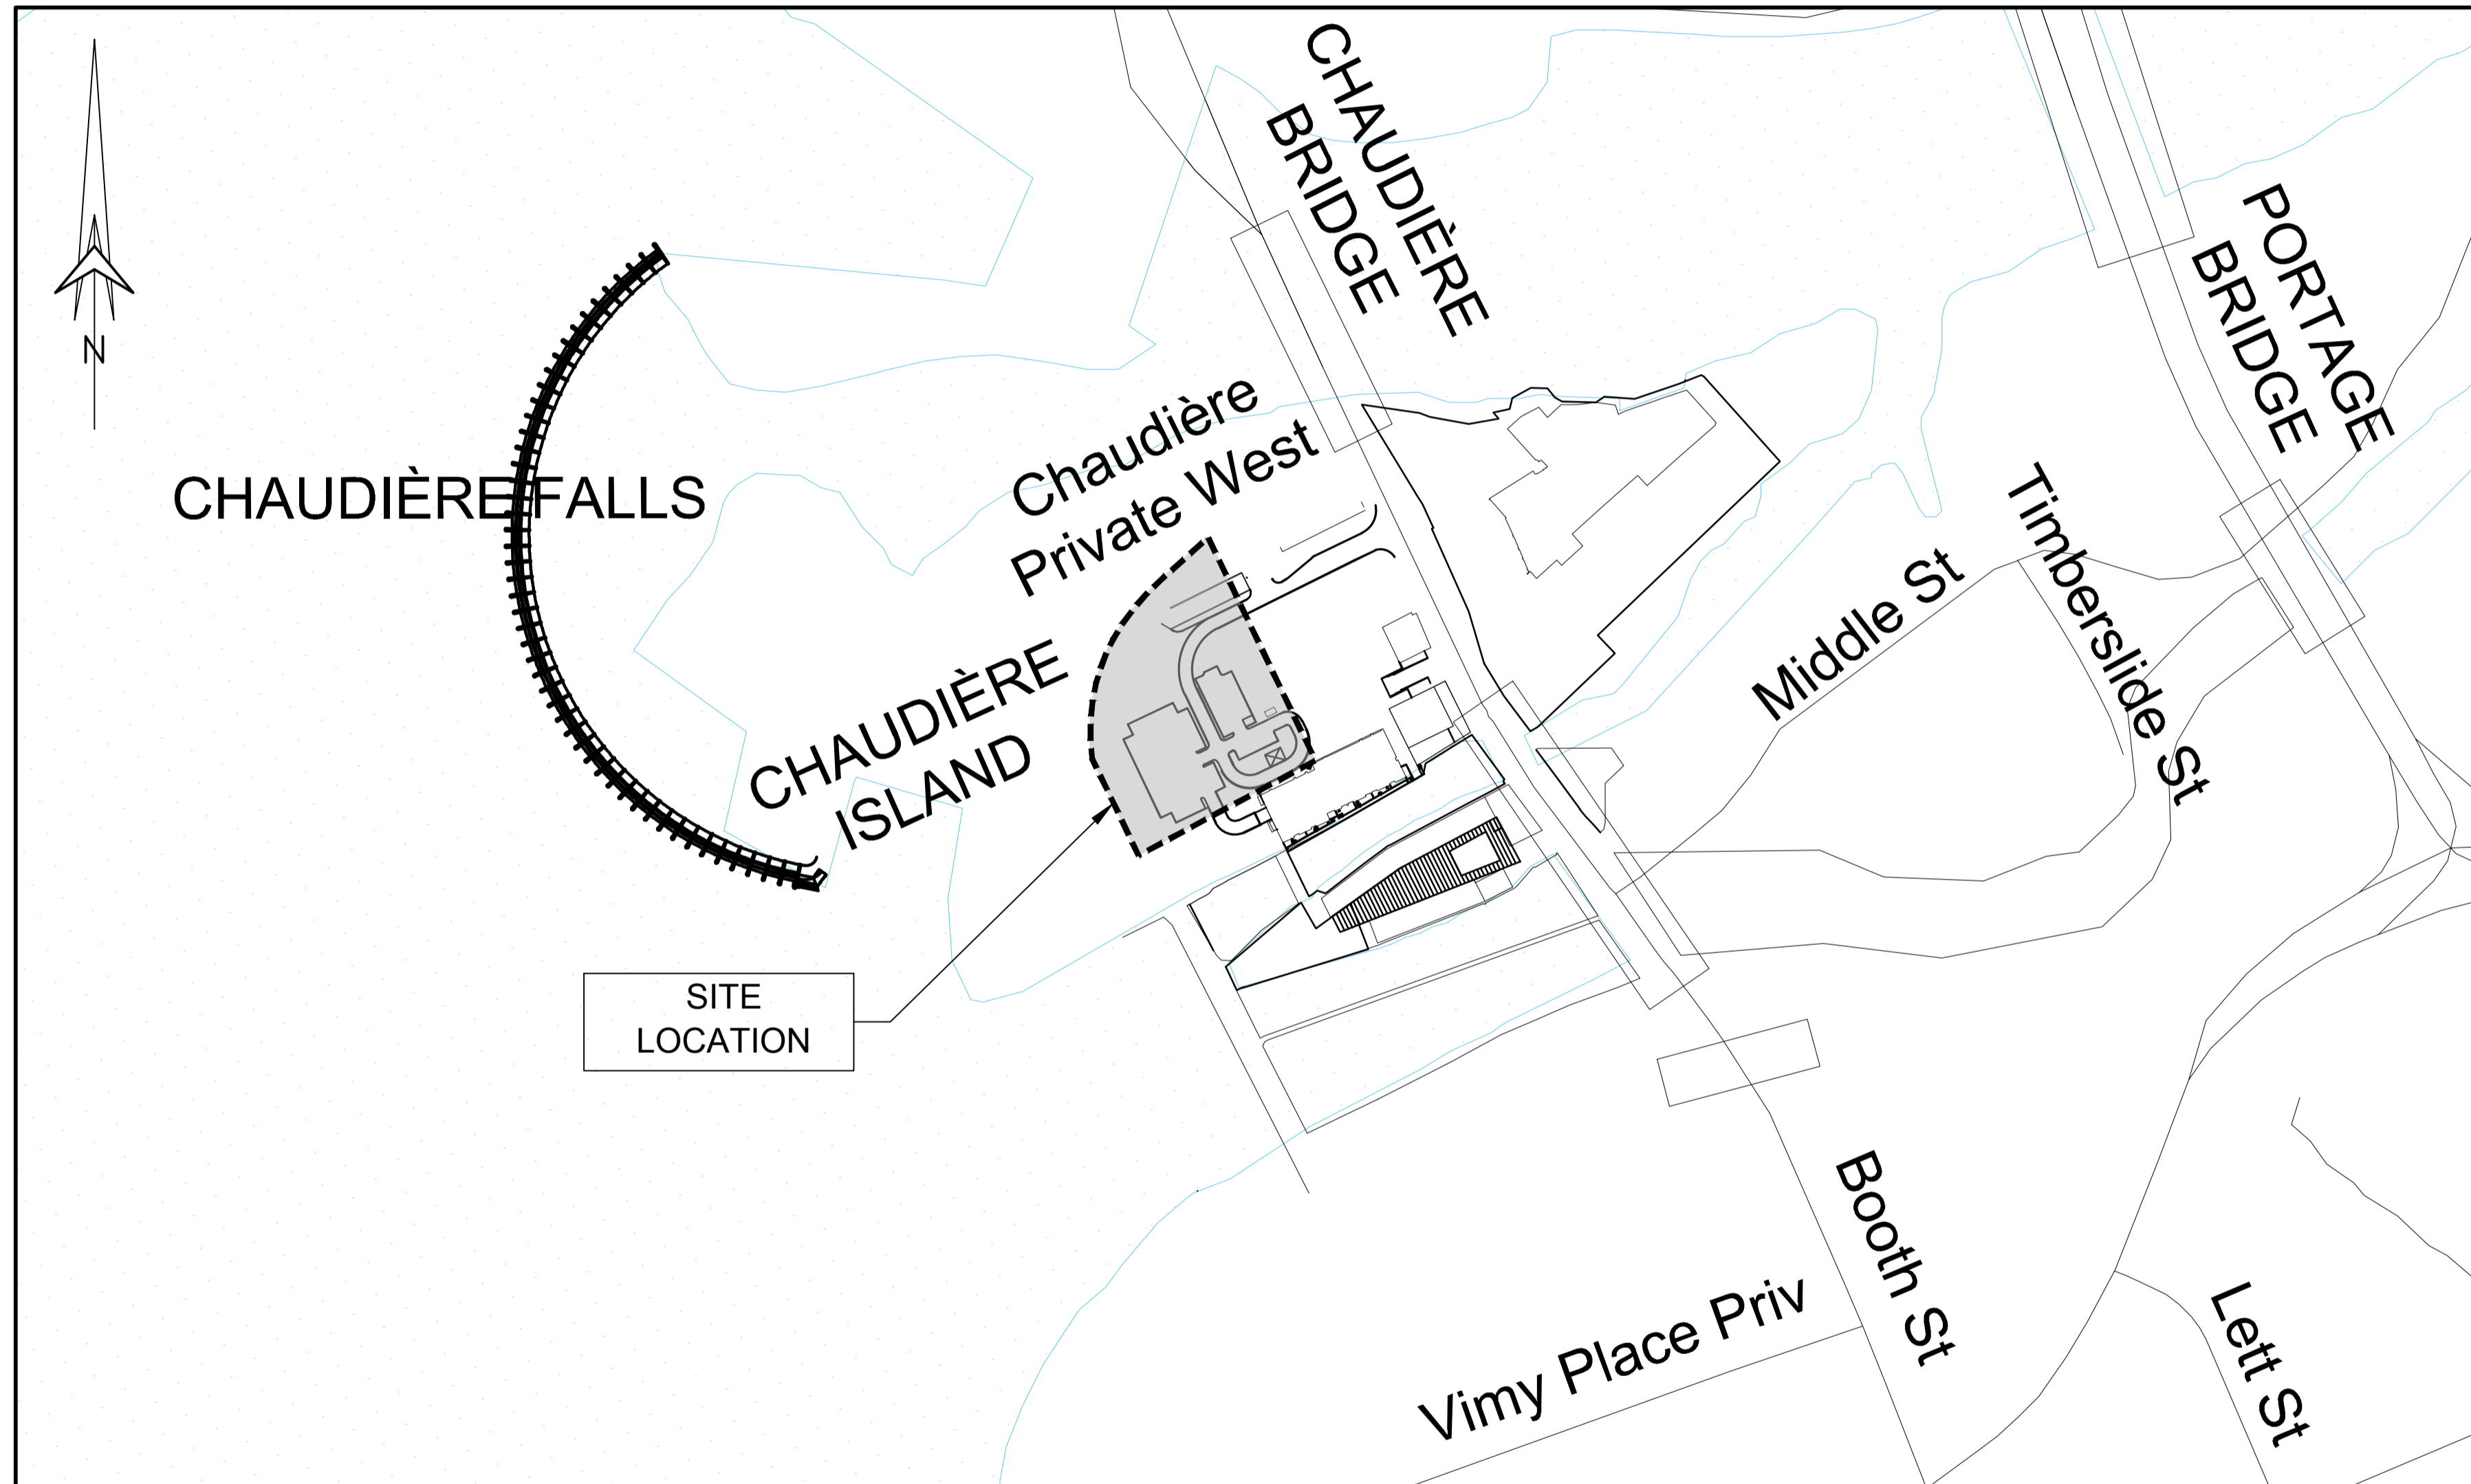 CHAUDIÈRE
BRIDGE
PORTAGE
BRIDGE
N
CHAUDIÈRE FALLS
Chaudière
Private West
Timberslide St
Middle St
CHAUDIÈRE
ISLAND
SITE
LOCATION
Booth St
Vimy Place Priv
Lett St